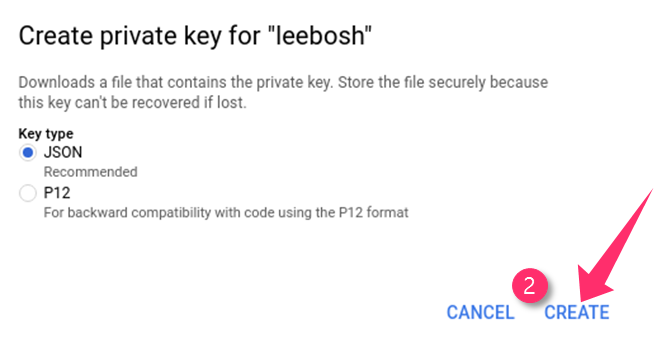 Create private key for "leebosh"
Downloads a file that contains the private key. Store the file securely because
this key can't be recovered if lost.
Key type
JSON
Recommended
P12
For backward compatibility with code using the P12 format
2
CANCEL CREATE